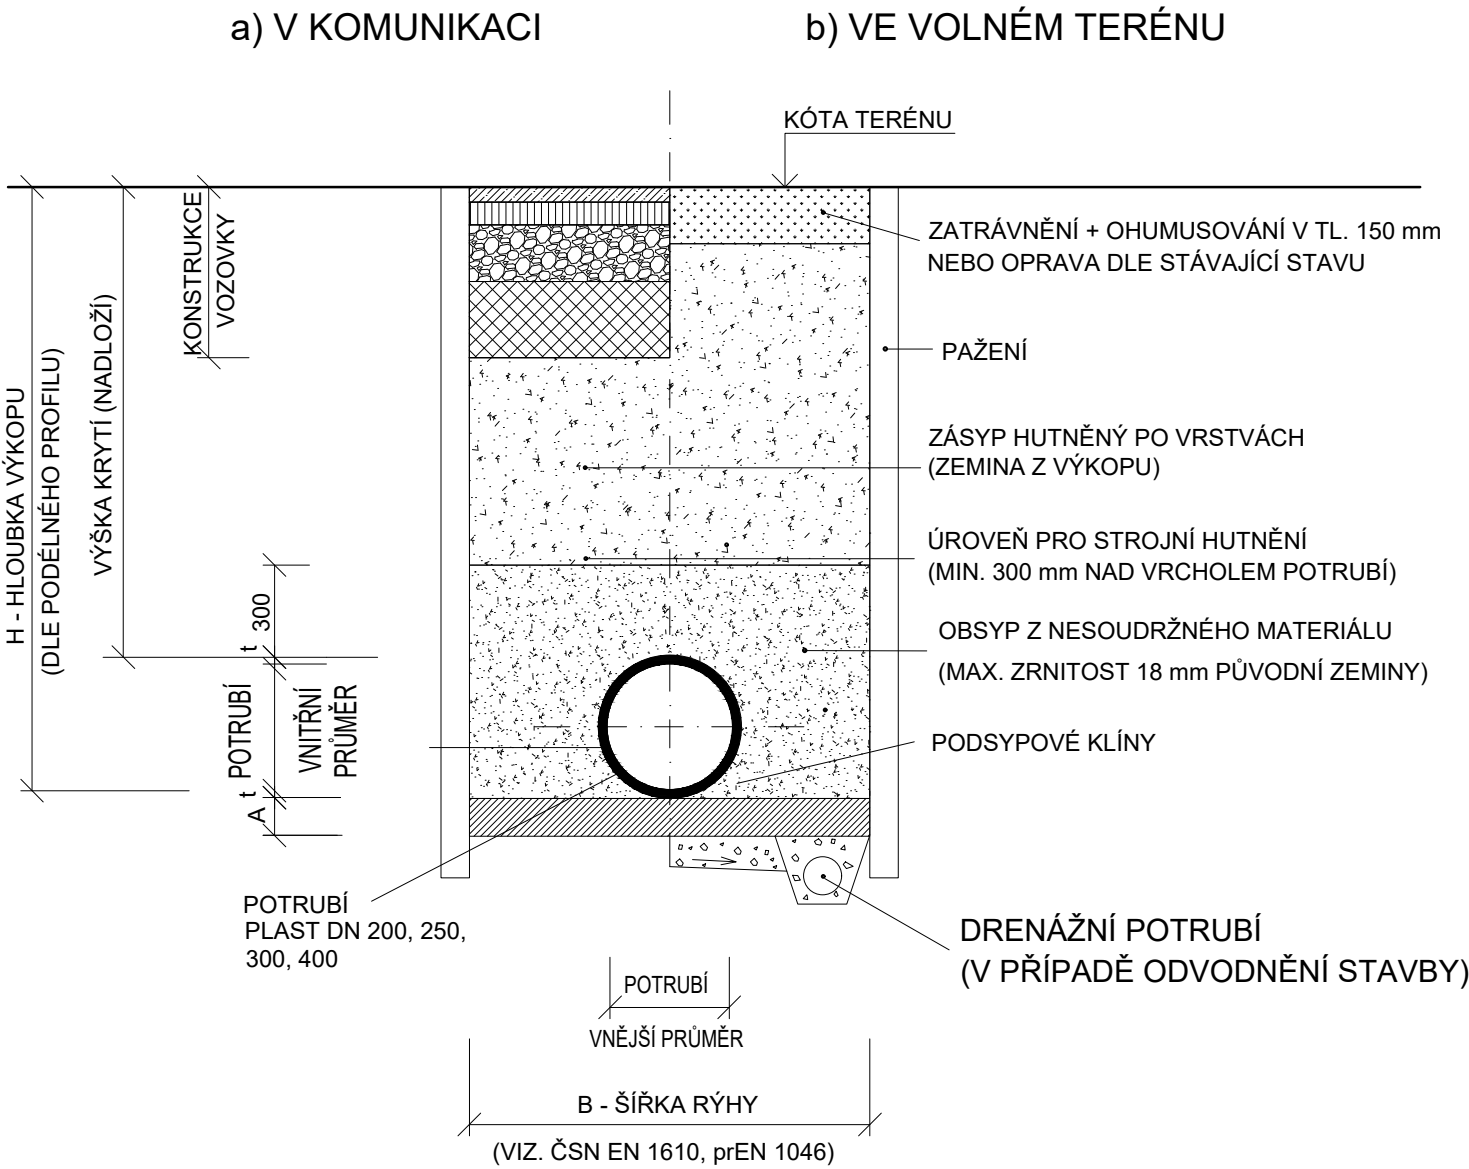 a) V KOMUNIKACI
b) VE VOLNÉM TERÉNU
KÓTA TERÉNU
H - HLOUBKA VÝKOPU
(DLE PODÉLNÉHO PROFILU)
VÝŠKA KRYTÍ (NADLOŽÍ)
KONSTRUKCE
VOZOVKY
ZATRÁVNĚNÍ + OHUMUSOVÁNÍ V TL. 150 mm
NEBO OPRAVA DLE STÁVAJÍCÍ STAVU
PAŽENÍ
ZÁSYP HUTNĚNÝ PO VRSTVÁCH
(ZEMINA Z VÝKOPU)
ÚROVEŇ PRO STROJNÍ HUTNĚNÍ
(MIN. 300 mm NAD VRCHOLEM POTRUBÍ)
OBSYP Z NESOUDRŽNÉHO MATERIÁLU
(MAX. ZRNITOST 18 mm PŮVODNÍ ZEMINY)
PODSYPOVÉ KLÍNY
300
t
POTRUBÍ
VNITŘNÍ
PRŮMĚR
t
A
POTRUBÍ
PLAST DN 200, 250,
300, 400
DRENÁŽNÍ POTRUBÍ
(V PŘÍPADĚ ODVODNĚNÍ STAVBY)
POTRUBÍ
VNĚJŠÍ PRŮMĚR
B - ŠÍŘKA RÝHY
(VIZ. ČSN EN 1610, prEN 1046)